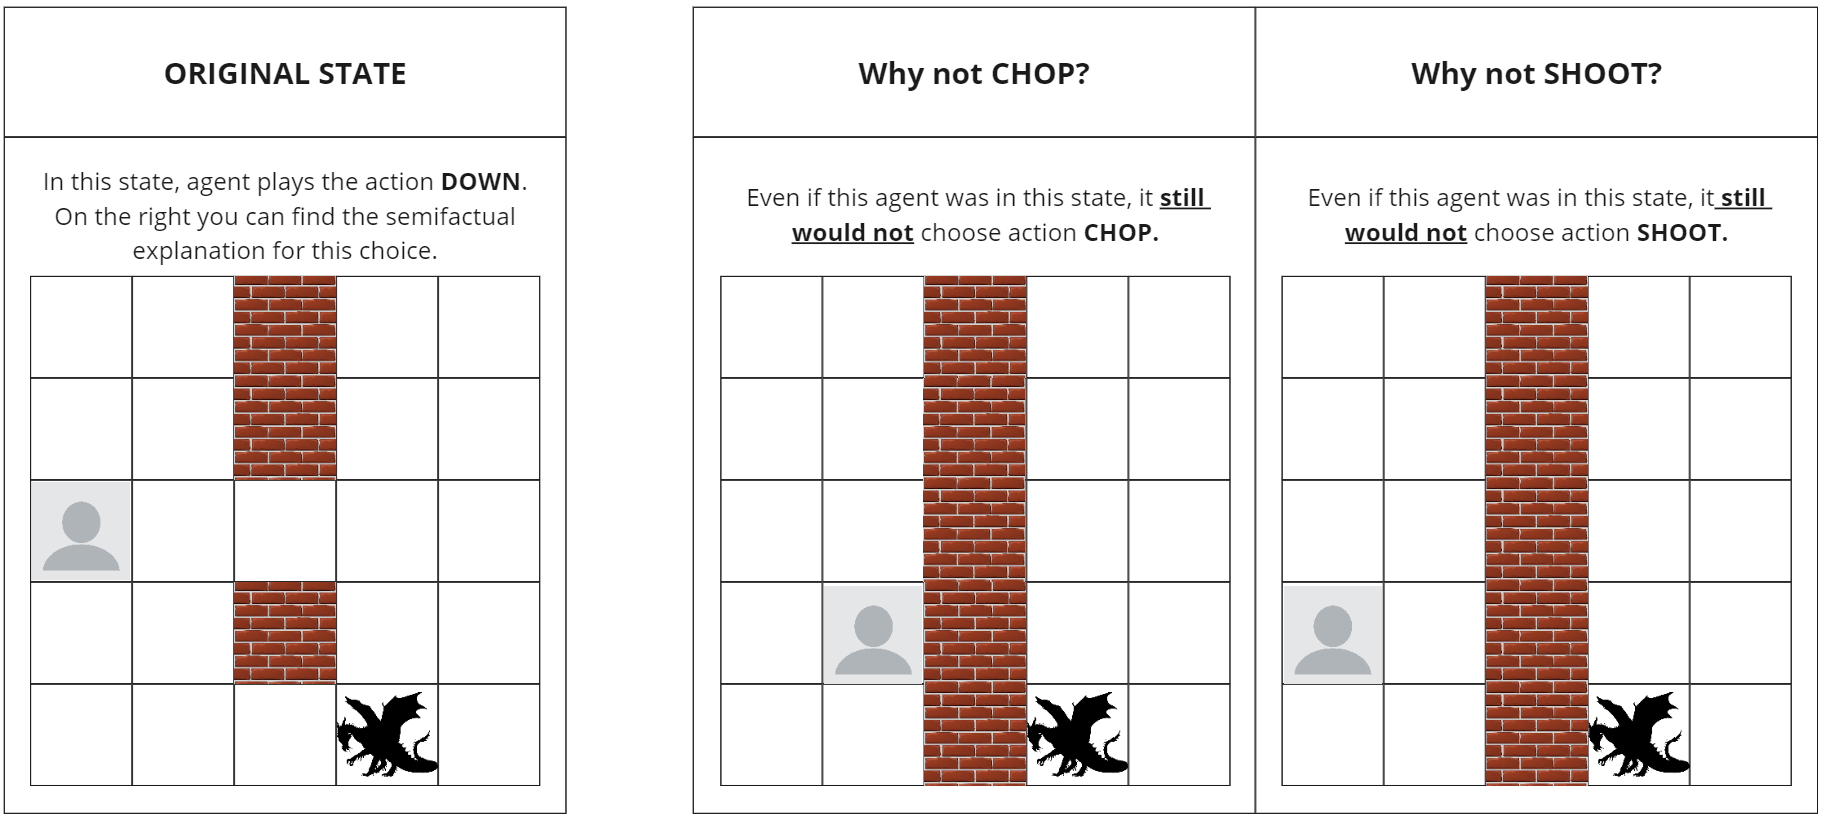 ORIGINAL STATE
In this state, agent plays the action DOWN.
On the right you can find the semifactual
explanation for this choice.
Why not CHOP?
Even if this agent was in this state, it still
would not choose action CHOP.
Why not SHOOT?
Even if this agent was in this state, it still
would not choose action SHOOT.